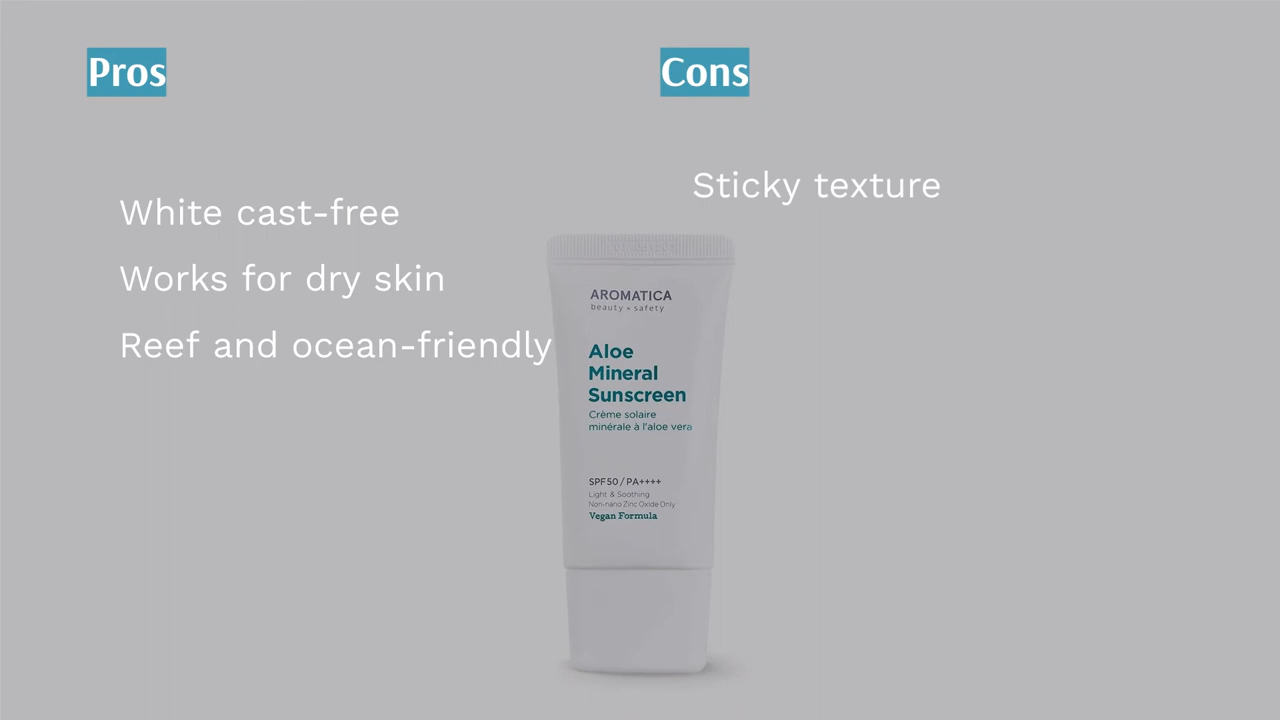 Pros
White cast-free
Works for dry skin
Reef and ocean-friendly
Cons
Sticky texture
AROMATICA
beauty + safety
Aloe
Mineral
Sunscreen
Crème solaire
minérale à l'aloe vera
SPF50 / PA++++
Light & Soothing
Non-nano Zinc Oxide Only
Vegan Formula